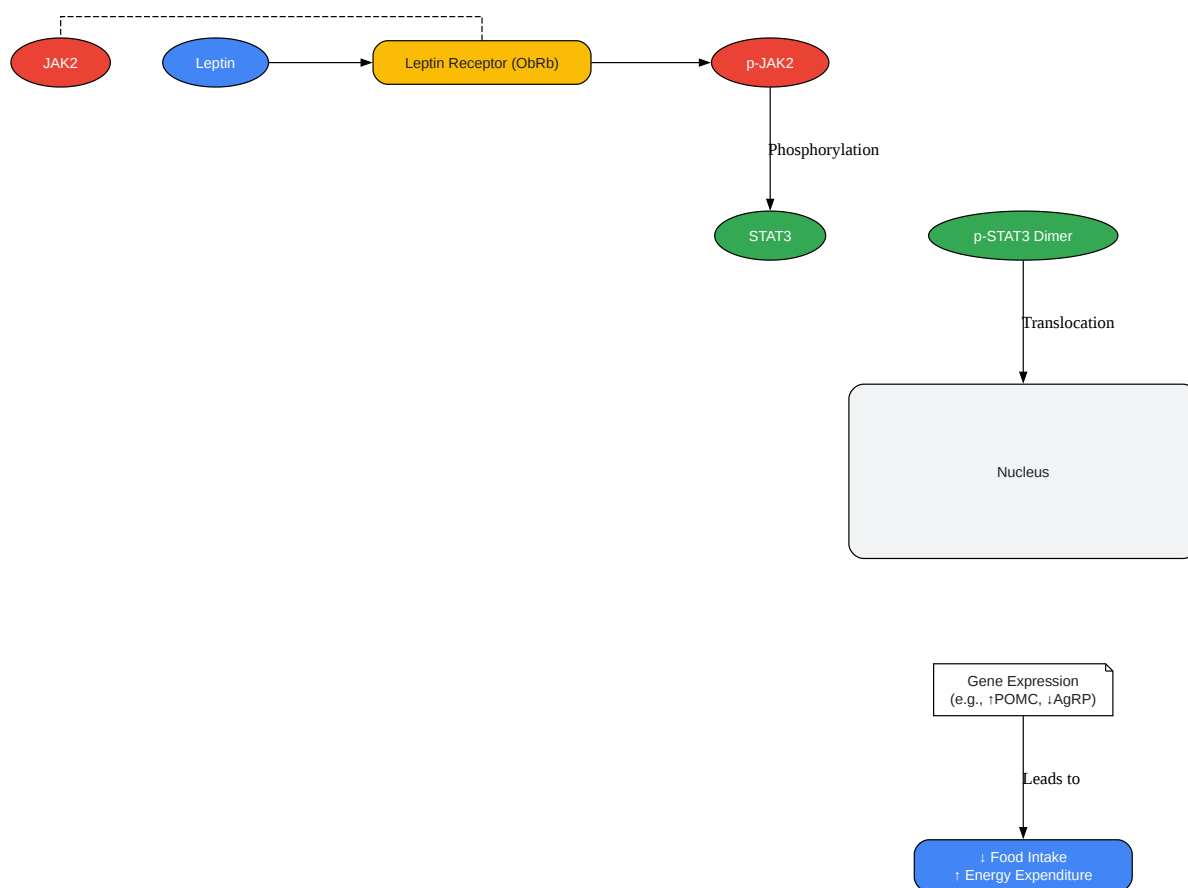 JAK2
Leptin
Leptin Receptor (ObRb)
p-JAK2
Phosphorylation
STAT3
p-STAT3 Dimer
Translocation
Nucleus
Gene Expression
(e.g., ↑POMC, ↓AgRP)
Leads to
↓ Food Intake
↑ Energy Expenditure